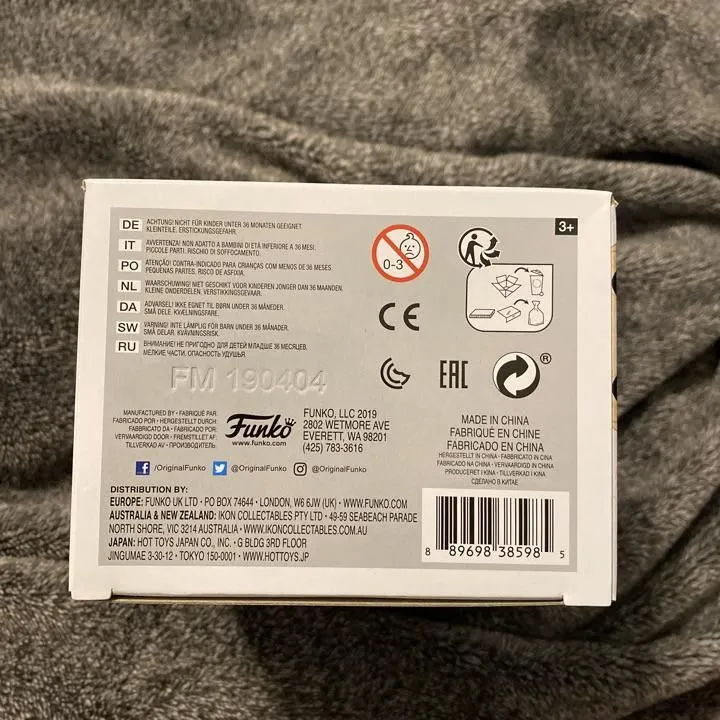 DE ACHTUNG! NICHT FÜR KINDER UNTER 36 MONATEN GEEIGNET.
KLEINTEILE. ERSTICKUNGSGEFAHR.
IT AVVERTENZA! NON ADATTO A BAMBINI DI ETÀ INFERIORE A 36 MESI.
PICCOLE PARTI. RISCHIO DI SOFFOCAMENTO.
PO ATENÇÃO! CONTRA-INDICADO PARA CRIANÇAS COM MENOS DE 36 MESES.
PEQUENAS PARTES. RISCO DE ASFIXIA.
NL WAARSCHUWING! NIET GESCHIKT VOOR KINDEREN JONGER DAN 36 MAANDEN.
KLEINE ONDERDELEN. VERSTIKKINGSGEVAAR.
DA ADVARSEL! IKKE EGNET TIL BØRN UNDER 36 MÅNEDER.
SMÅ DELE. KVÆLNINGSFARE.
SW VARNING! INTE LÄMPLIG FÖR BARN UNDER 36 MÅNADER.
SMÅ DELAR. KVÄVNINGSRISK.
RU ВНИМАНИЕ! НЕ ПРИГОДНО ДЛЯ ДЕТЕЙ МЛАДШЕ 36 МЕСЯЦЕВ.
МЕЛКИЕ ЧАСТИ, ОПАСНОСТЬ УДУШЬЯ.
FM 190404
0-3
3+
CE
EAC
®
MANUFACTURED BY • FABRIQUÉ PAR
FABRICADO POR • HERGESTELLT DURCH:
FABBRICATO DA • FABRICADO POR:
VERVAARDIGD DOOR • FREMSTILLET AF:
TILLVERKAD AV • ПРОИЗВОДИТЕЛЬ:
Funko
www.funko.com
FUNKO, LLC 2019
2802 WETMORE AVE
EVERETT, WA 98201
(425) 783-3616
MADE IN CHINA
FABRIQUÉ EN CHINE
FABRICADO EN CHINA
HERGESTELLT IN CHINA • FABBRICATO IN CINA
FABRICADO NA CHINA • VERVAARDIGD IN CHINA
PRODUCERET I KINA • TILLVERKAD I KINA
СДЕЛАНО В КИТАЕ
/OriginalFunko @OriginalFunko @OriginalFunko
DISTRIBUTION BY:
EUROPE: FUNKO UK LTD • PO BOX 74644 • LONDON, W6 6JW (UK) • WWW.FUNKO.COM
AUSTRALIA & NEW ZEALAND: IKON COLLECTABLES PTY LTD • 49-59 SEABEACH PARADE
NORTH SHORE, VIC 3214 AUSTRALIA • WWW.IKONCOLLECTABLES.COM.AU
JAPAN: HOT TOYS JAPAN CO., INC. • G BLDG 3RD FLOOR
JINGUMAE 3-30-12 • TOKYO 150-0001 • WWW.HOTTOYS.JP
8 89698 38598 5